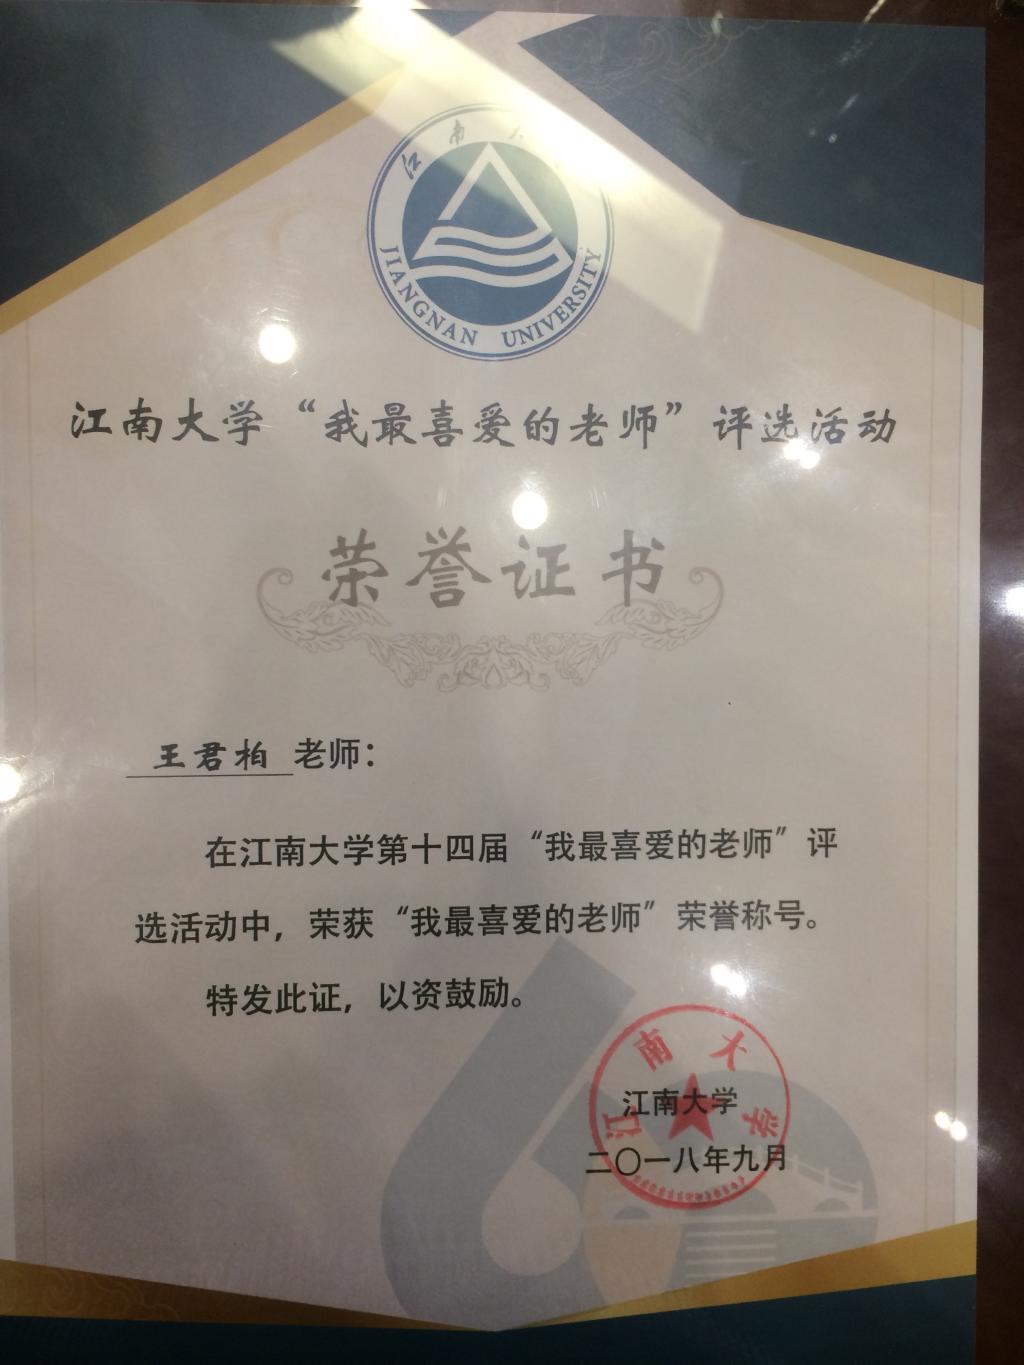 江南大
JIANGNAN UNIVERSITY
江南大学“我最喜爱的老师”评选活动
荣誉证书
王君柏 老师：
在江南大学第十四届“我最喜爱的老师”评
选活动中，荣获“我最喜爱的老师”荣誉称号。
特发此证，以资鼓励。
江南大学
江南大学
二〇一八年九月